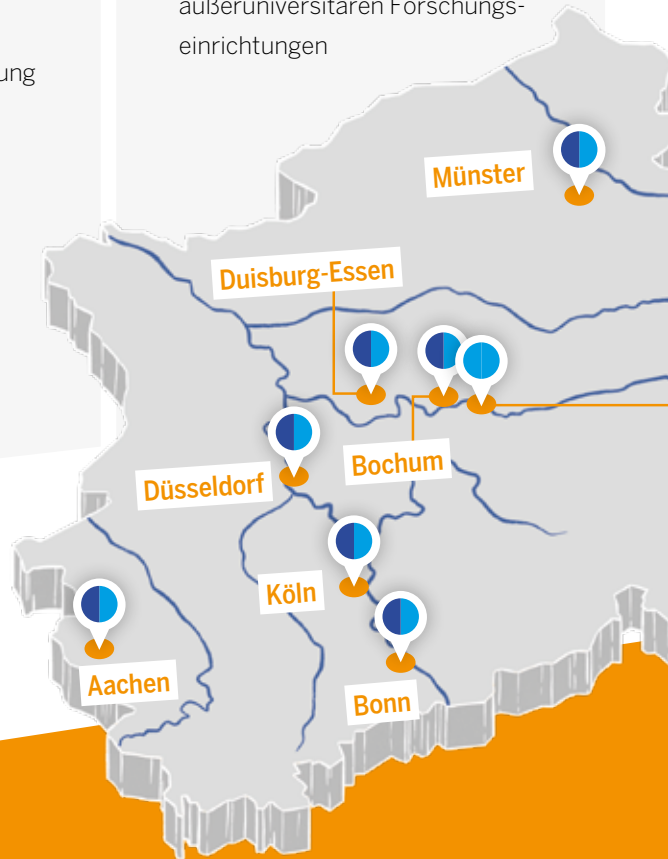 außeruniversitären Forschungs-
einrichtungen
ung
Münster
Duisburg-Essen
Bochum
Düsseldorf
Köln
Aachen
Bonn